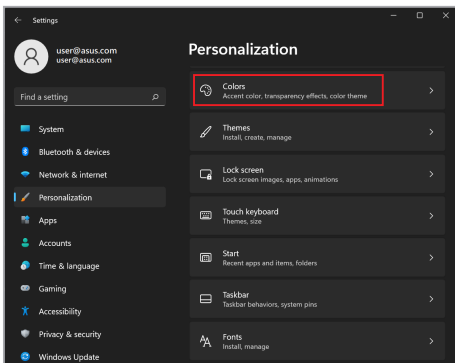 Settings
user@asus.com
user@asus.com
Find a setting
System
Bluetooth & devices
Network & internet
Personalization
Apps
Accounts
Time & language
Gaming
Accessibility
Privacy & security
Windows Update
Personalization
Colors
Accent color, transparency effects, color theme
Themes
Install, create, manage
Lock screen
Lock screen images, apps, animations
Touch keyboard
Themes, size
Start
Recent apps and items, folders
Taskbar
Taskbar behaviors, system pins
Fonts
Install, manage